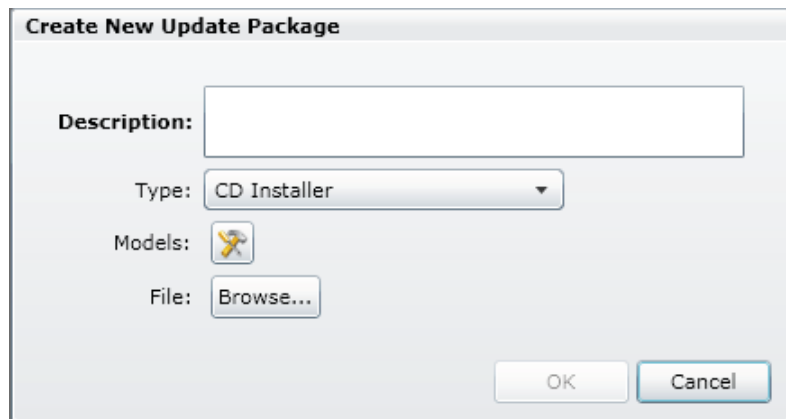 Create New Update Package
Description:
Type: CD Installer
Models:
File: Browse...
OK Cancel